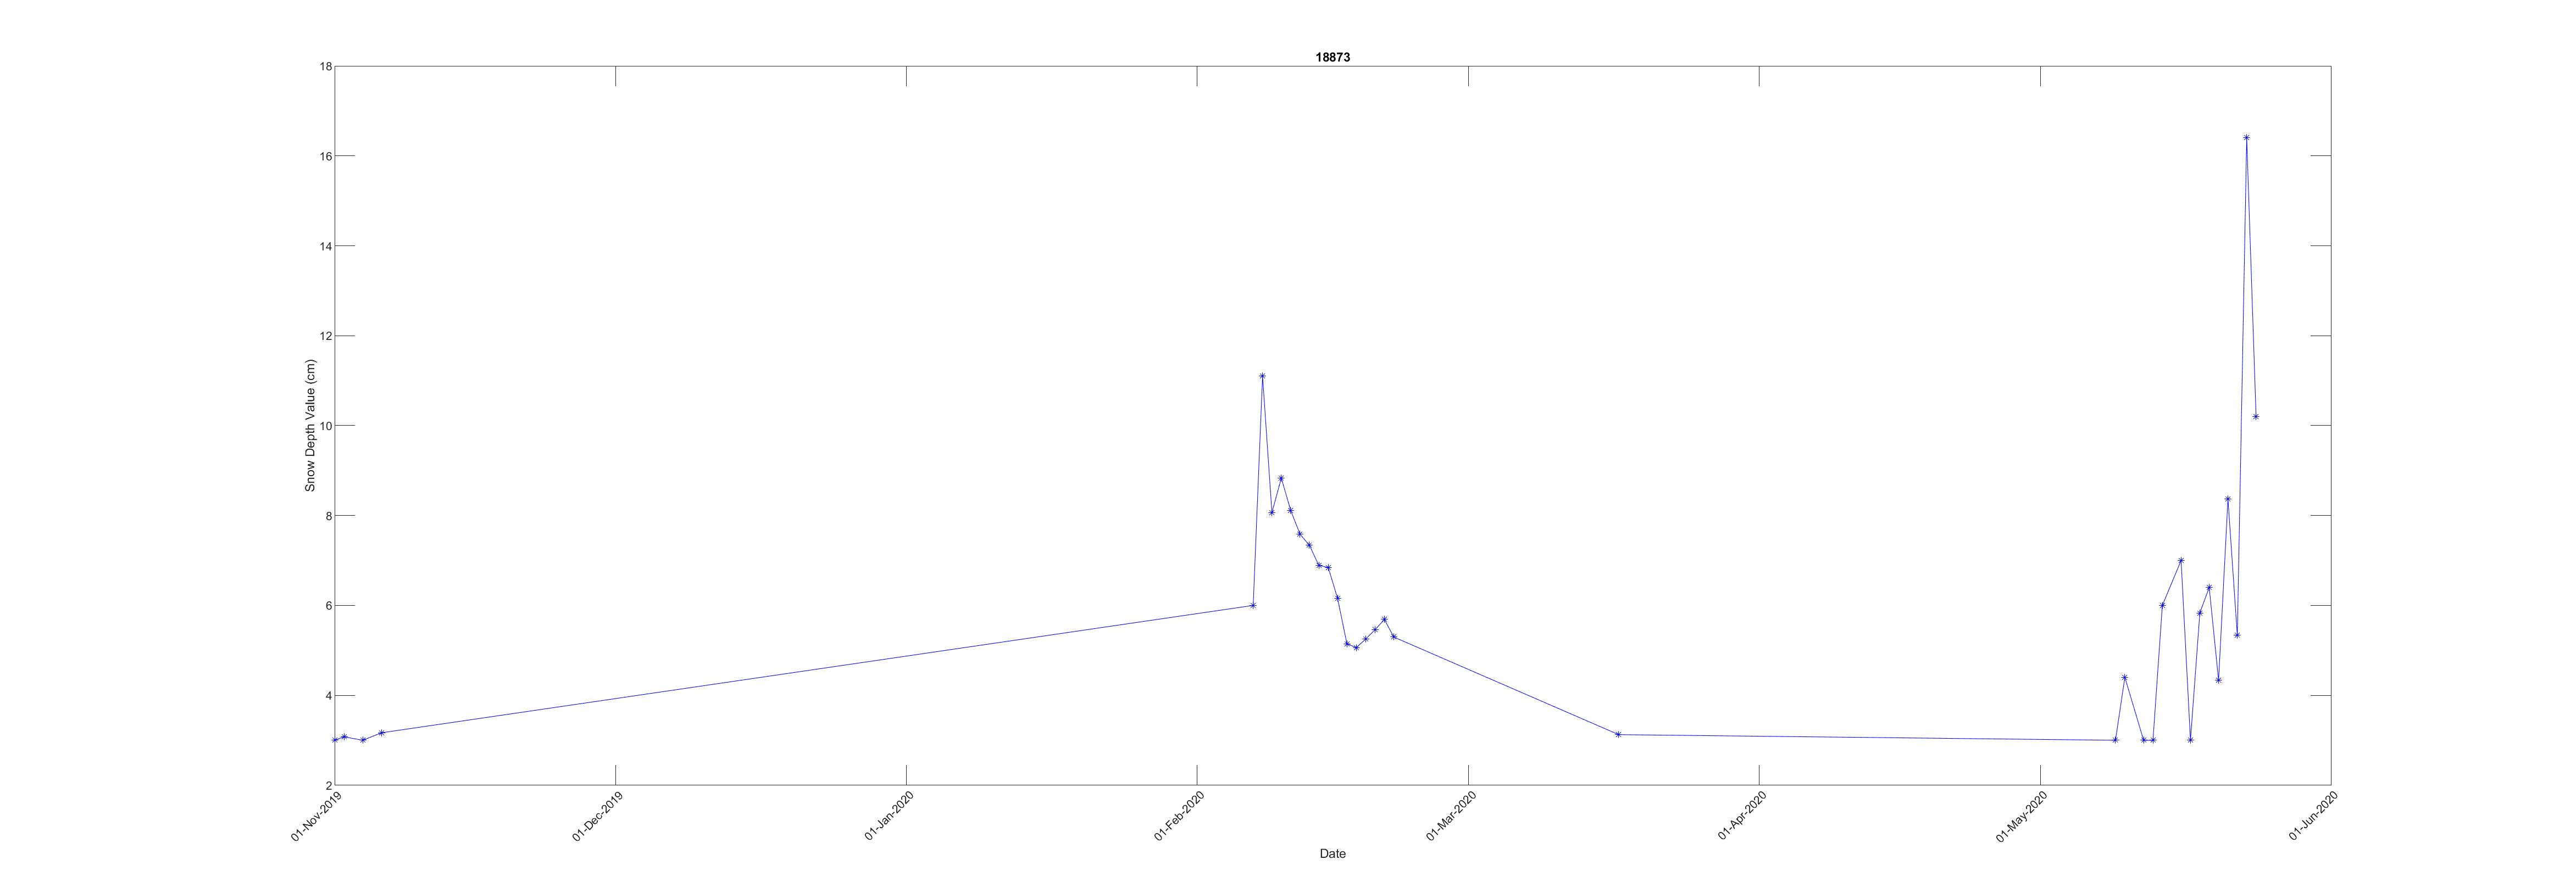 18873
18
16
14
12
10
8
6
4
2
Snow Depth Value (cm)
01-Nov-2019
01-Dec-2019
01-Jan-2020
01-Feb-2020
01-Mar-2020
01-Apr-2020
01-May-2020
01-Jun-2020
Date